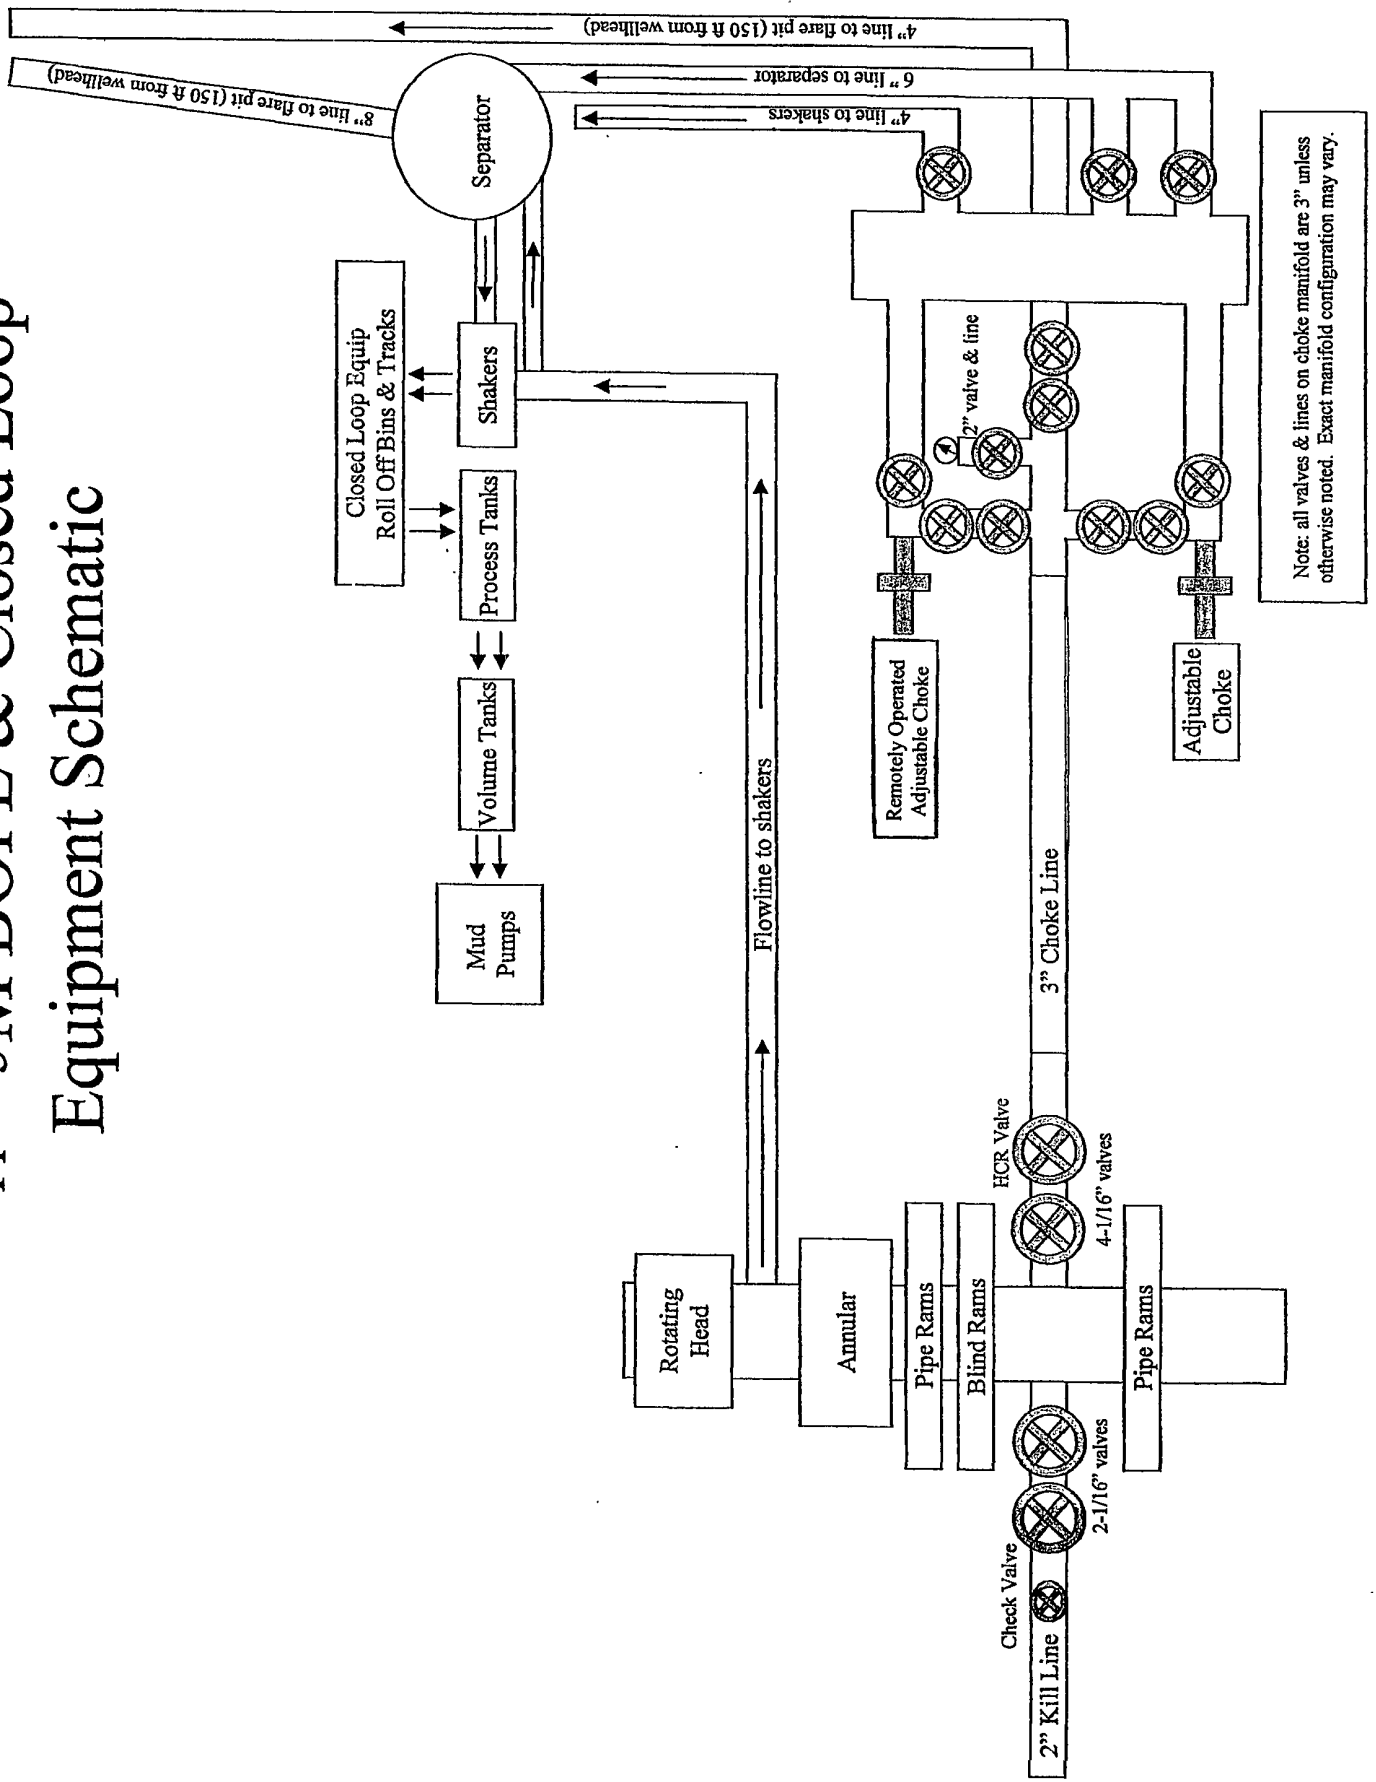 BOPE & Closed Loop
Equipment Schematic
4” line to flare pit (150 ft from wellhead)
8” line to flare pit (150 ft from wellhead)
6” line to separator
4” line to shakers
Separator
Closed Loop Equip
Roll Off Bins & Tracks
Shakers
Process Tanks
Volume Tanks
Mud
Pumps
Flowline to shakers
2” valve & line
Remotely Operated
Adjustable Choke
Adjustable
Choke
3” Choke Line
HCR Valve
4-1/16” valves
Rotating
Head
Annular
Pipe Rams
Blind Rams
Pipe Rams
2-1/16” valves
Check Valve
2” Kill Line
Note: all valves & lines on choke manifold are 3” unless
otherwise noted. Exact manifold configuration may vary.